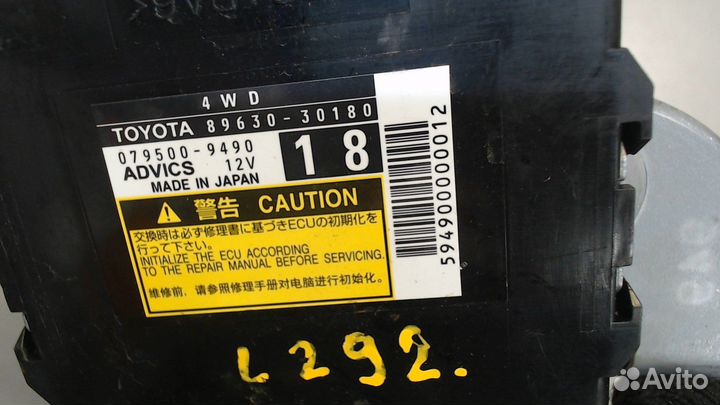 4WD
TOYOTA 89630-30180
079500-9490
ADVICS 12V
MADE IN JAPAN
18
594900000012
警告 CAUTION
交換時は必ず修理書に基づきECUの初期化を
行って下さい。
INITIALIZE THE ECU ACCORDING
TO THE REPAIR MANUAL BEFORE SERVICING.
维修前，请参照修理手册对电脑进行初始化。
L292.
Avito